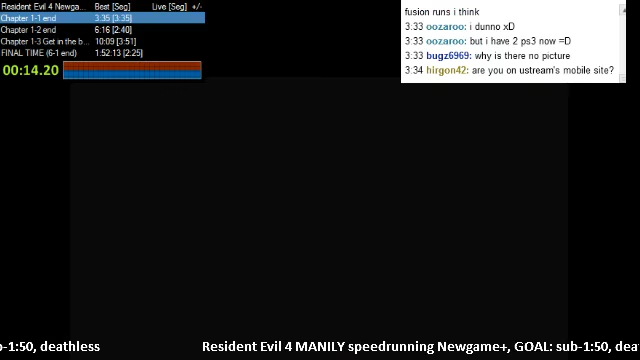 Resident Evil 4 Newga... Best [Seg] Live [Seg] +/-
Chapter 1-1 end 3:35 [3:35]
Chapter 1-2 end 6:16 [2:40]
Chapter 1-3 Get in the b... 10:09 [3:51]
FINAL TIME (6-1 end) 1:52:13 [2:25]
00:14.20
fusion runs i think
3:33 oozaroo: i dunno xD
3:33 oozaroo: but i have 2 ps3 now =D
3:33 bugz6969: why is there no picture
3:34 hirgon42: are you on ustream's mobile site?
b-1:50, deathless Resident Evil 4 MANILY speedrunning Newgame+, GOAL: sub-1:50, dea